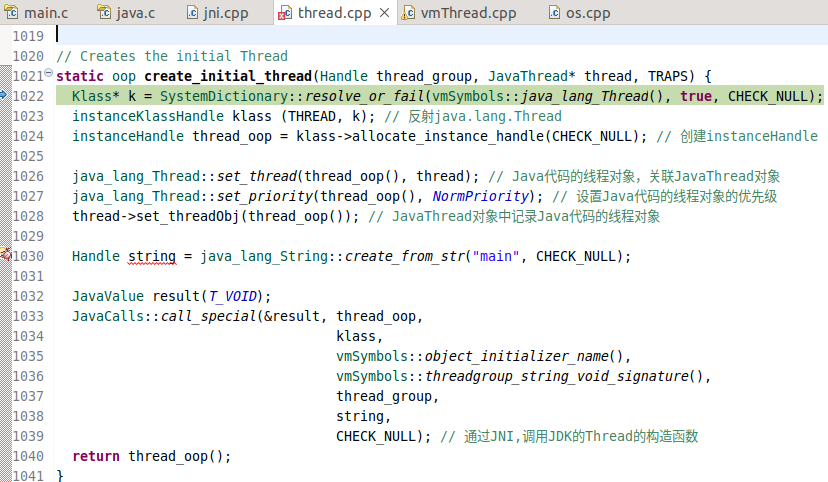 main.c java.c jni.cpp thread.cpp vmThread.cpp os.cpp
1019
1020 // Creates the initial Thread
1021 static oop create_initial_thread(Handle thread_group, JavaThread* thread, TRAPS) {
1022   Klass* k = SystemDictionary::resolve_or_fail(vmSymbols::java_lang_Thread(), true, CHECK_NULL);
1023   instanceKlassHandle klass (THREAD, k); // 反射java.lang.Thread
1024   instanceHandle thread_oop = klass->allocate_instance_handle(CHECK_NULL); // 创建instanceHandle
1025
1026   java_lang_Thread::set_thread(thread_oop(), thread); // Java代码的线程对象，关联JavaThread对象
1027   java_lang_Thread::set_priority(thread_oop(), NormPriority); // 设置Java代码的线程对象的优先级
1028   thread->set_threadObj(thread_oop()); // JavaThread对象中记录Java代码的线程对象
1029
1030   Handle string = java_lang_String::create_from_str("main", CHECK_NULL);
1031
1032   JavaValue result(T_VOID);
1033   JavaCalls::call_special(&result, thread_oop,
1034                                    klass,
1035                                    vmSymbols::object_initializer_name(),
1036                                    vmSymbols::threadgroup_string_void_signature(),
1037                                    thread_group,
1038                                    string,
1039                                    CHECK_NULL); // 通过JNI,调用JDK的Thread的构造函数
1040   return thread_oop();
1041 }